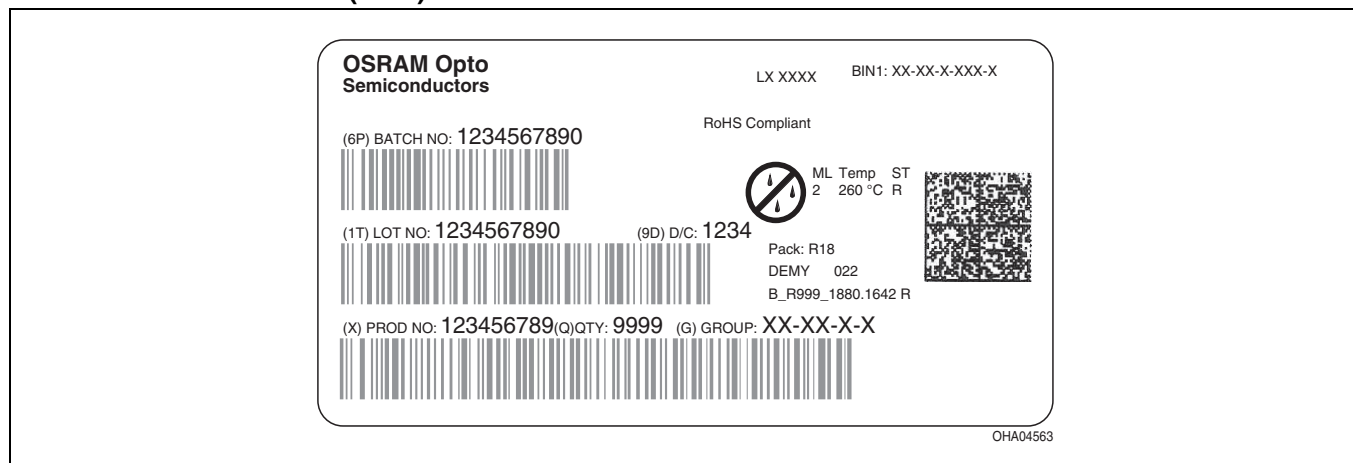 OSRAM Opto
Semiconductors
LX XXXX
BIN1: XX-XX-X-XXX-X
RoHS Compliant
(6P) BATCH NO: 1234567890
ML Temp ST
2 260 °C R
(1T) LOT NO: 1234567890
(9D) D/C: 1234
Pack: R18
DEMY 022
B_R999_1880.1642 R
(X) PROD NO: 123456789(Q)QTY: 9999 (G) GROUP: XX-XX-X-X
OHA04563